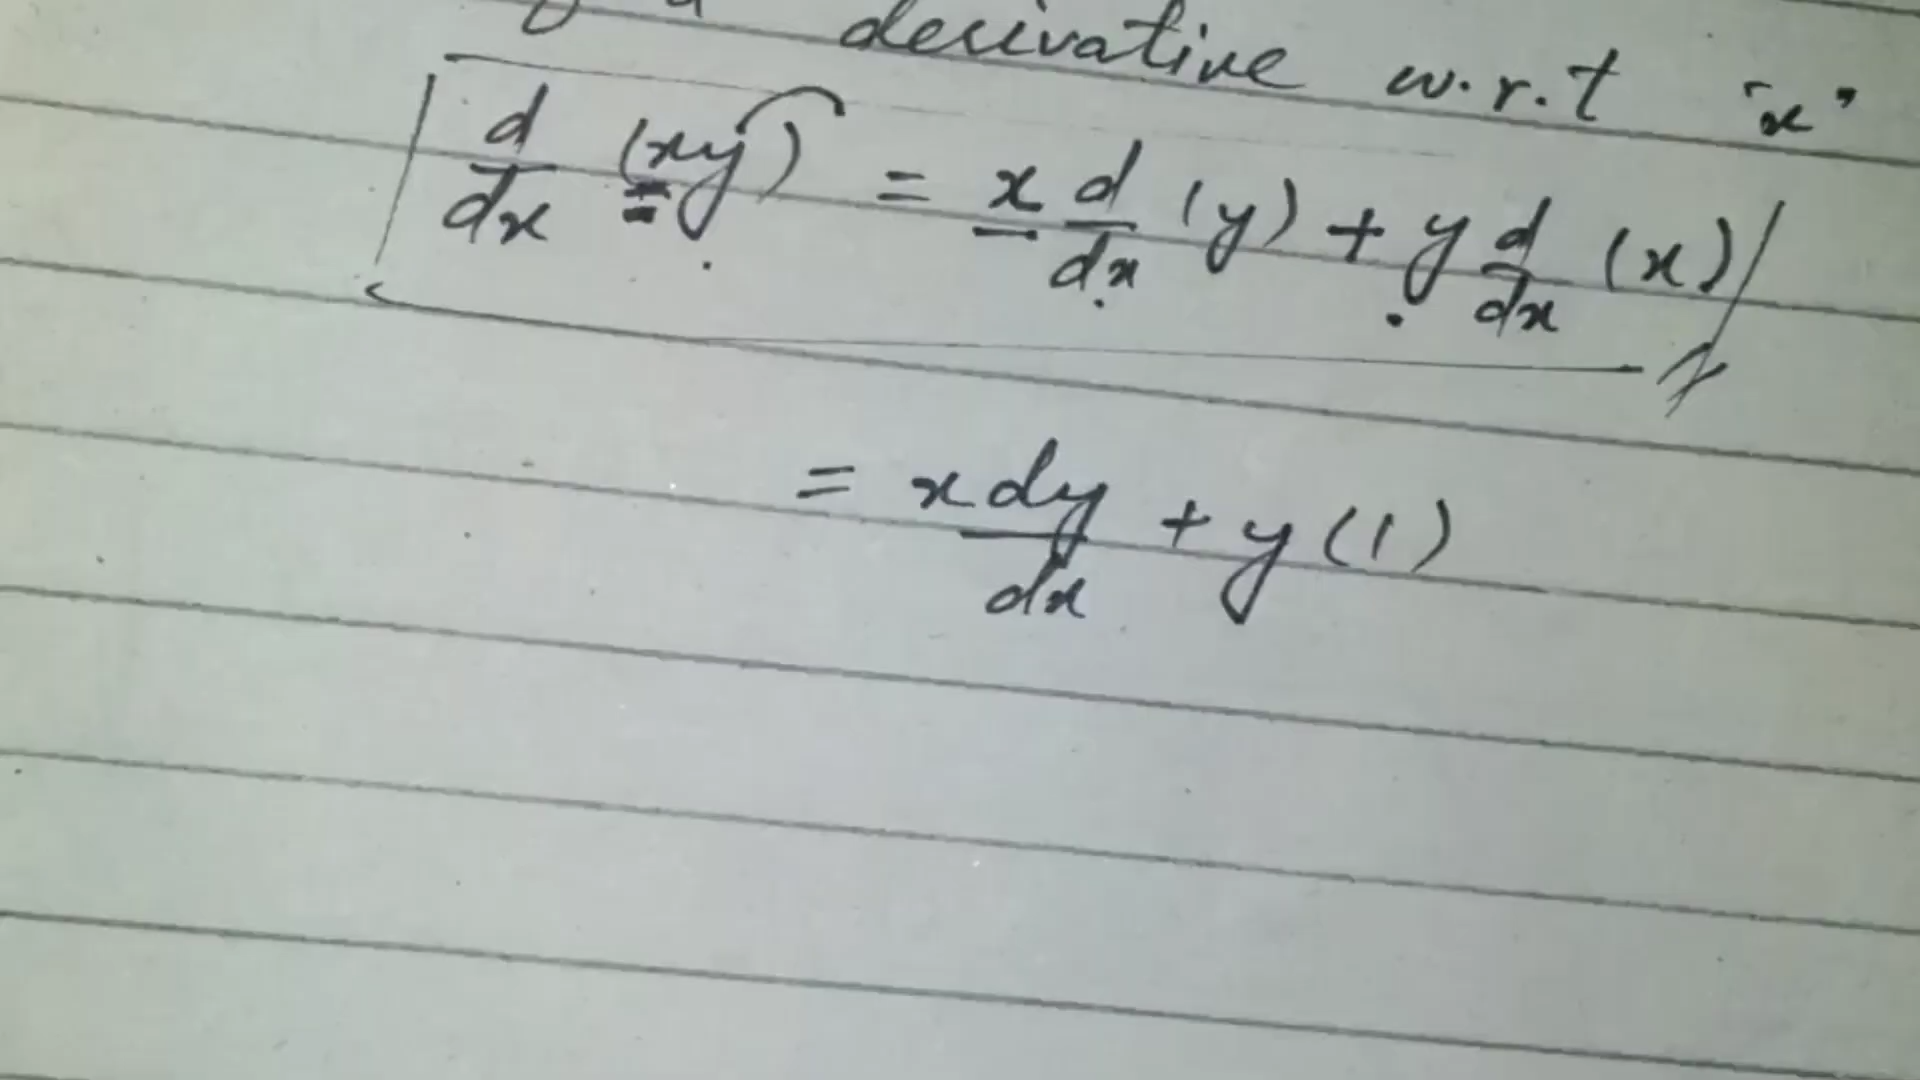 derivative w.r.t "x"
d/dx (xy) = x d/dx (y) + y d/dx (x)
= x dy/dx + y(1)